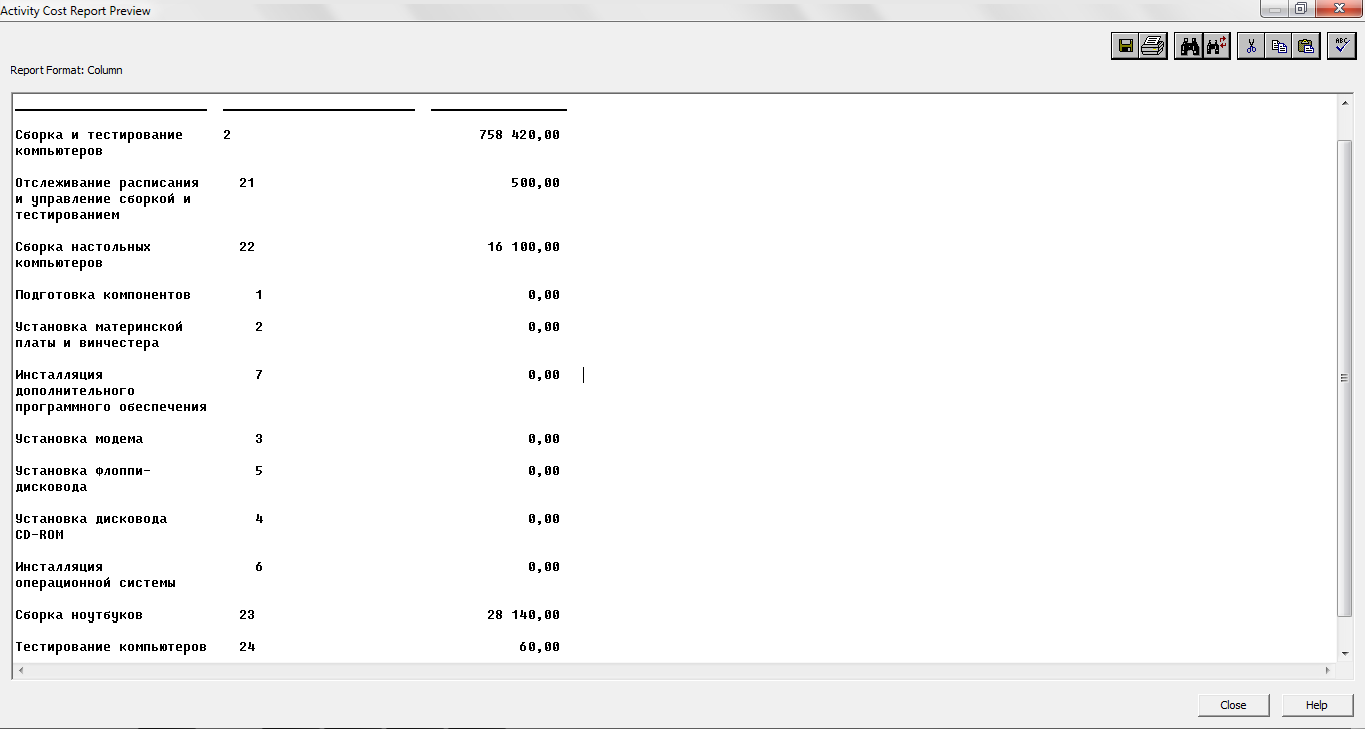 Activity Cost Report Preview
ABC
Report Format: Column
Сборка и тестирование 2 758 420,00
компьютеров
Отслеживание расписания 21 500,00
и управление сборкой и
тестированием
Сборка настольных 22 16 100,00
компьютеров
Подготовка компонентов 1 0,00
Установка материнской 2 0,00
платы и винчестера
Инсталляция 7 0,00
дополнительного
программного обеспечения
Установка модема 3 0,00
Установка флоппи- 5 0,00
дисковода
Установка дисковода 4 0,00
CD-ROM
Инсталляция 6 0,00
операционной системы
Сборка ноутбуков 23 28 140,00
Тестирование компьютеров 24 60,00
Close Help